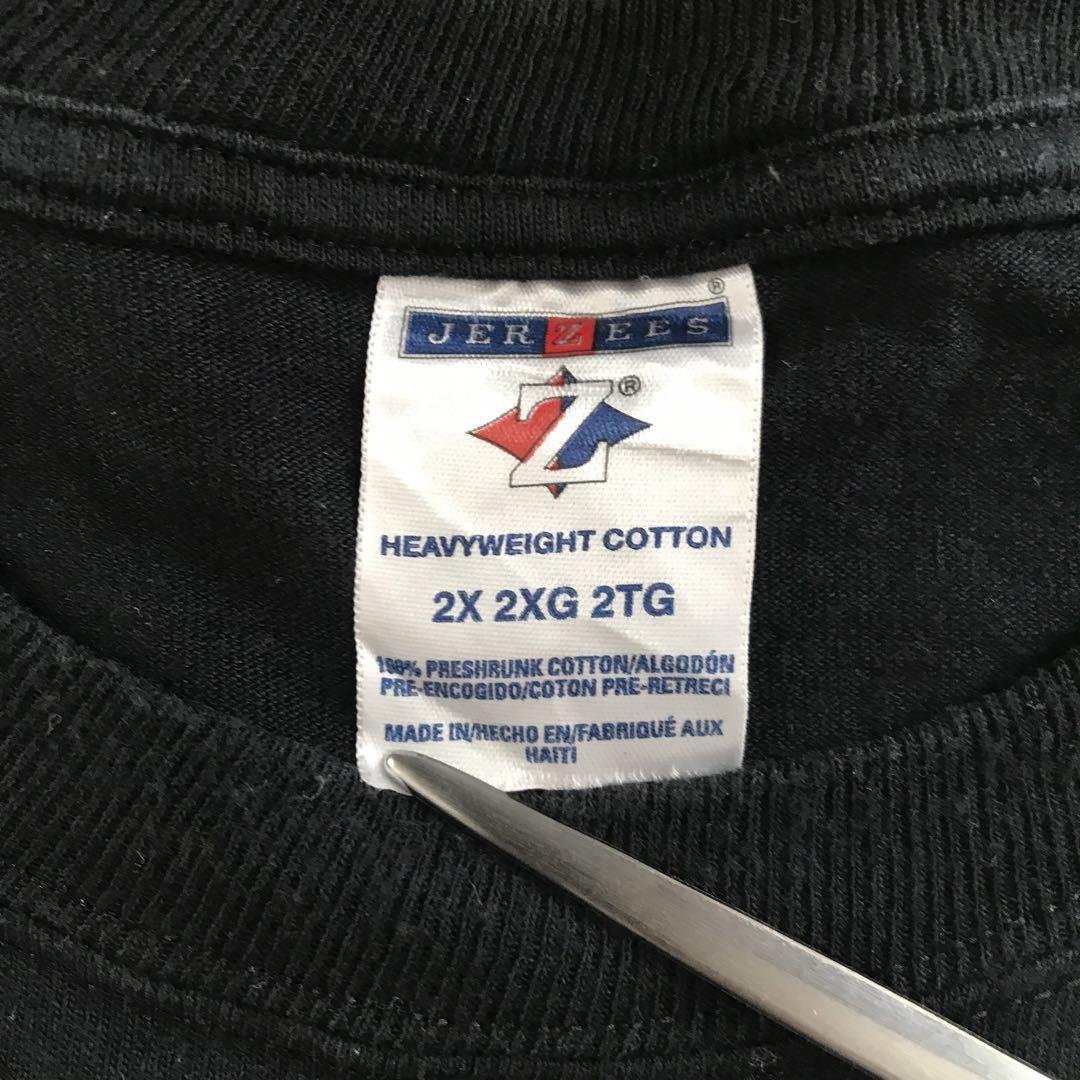 ®
JERZEES
Z®
HEAVYWEIGHT COTTON
2X 2XG 2TG
100% PRESHRUNK COTTON/ALGODÓN
PRE-ENCOGIDO/COTON PRE-RETRECI
MADE IN/HECHO EN/FABRIQUÉ AUX
HAITI